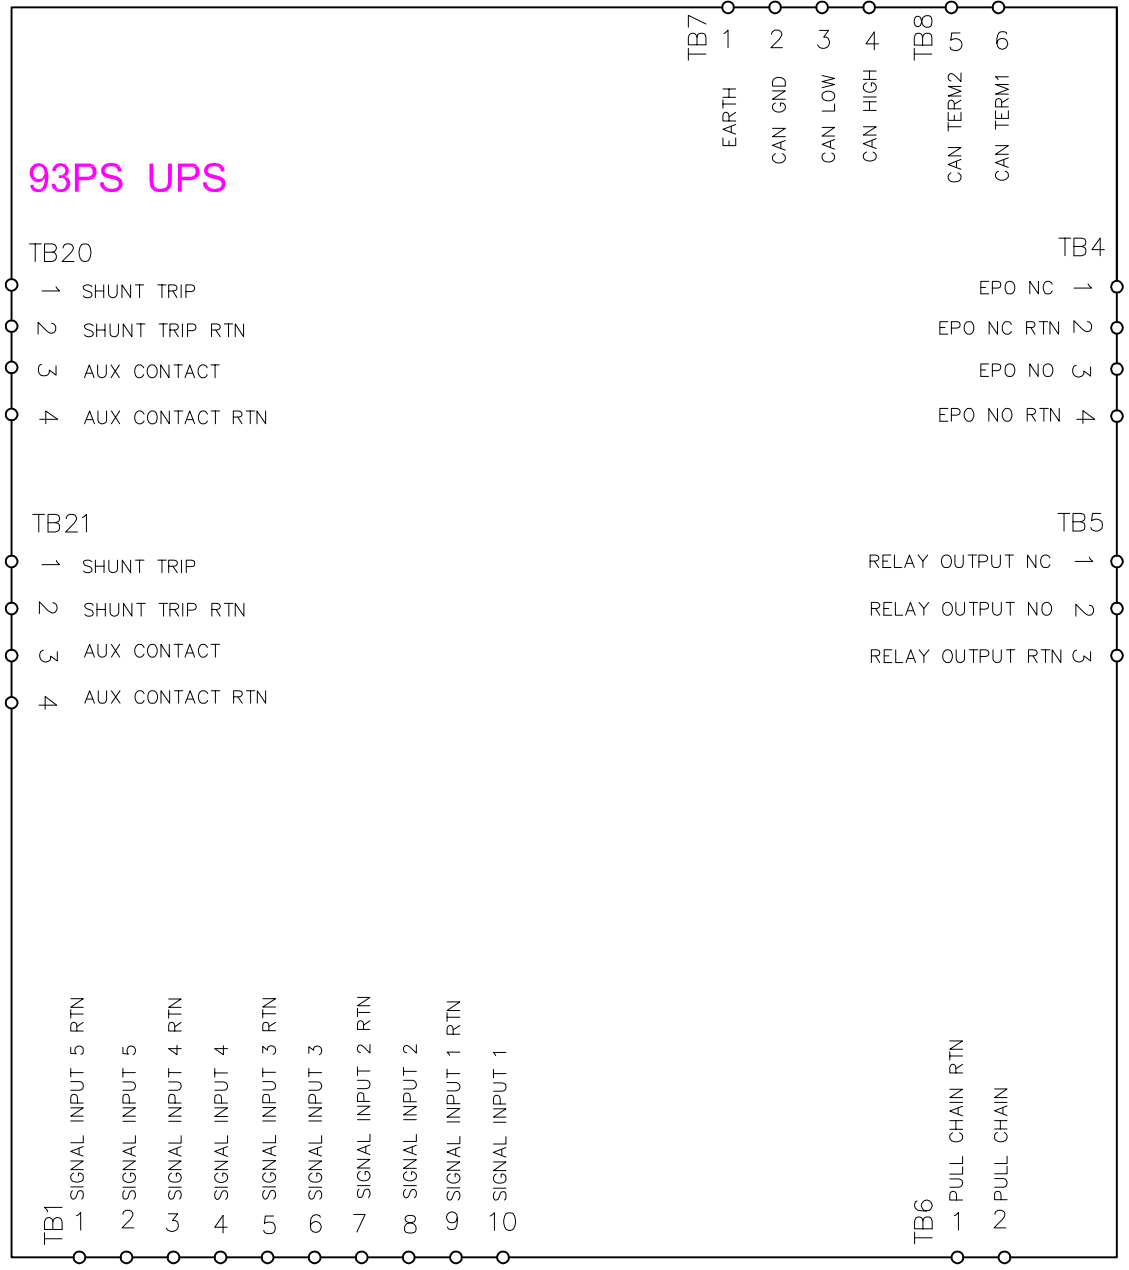 TB7
1 2 3 4
EARTH
CAN GND
CAN LOW
CAN HIGH
TB8
5 6
CAN TERM2
CAN TERM1
93PS UPS
TB20
1 SHUNT TRIP
2 SHUNT TRIP RTN
3 AUX CONTACT
4 AUX CONTACT RTN
TB4
EPO NC 1
EPO NC RTN 2
EPO NO 3
EPO NO RTN 4
TB21
1 SHUNT TRIP
2 SHUNT TRIP RTN
3 AUX CONTACT
4 AUX CONTACT RTN
TB5
RELAY OUTPUT NC 1
RELAY OUTPUT NO 2
RELAY OUTPUT RTN 3
TB1
1 SIGNAL INPUT 5 RTN
2 SIGNAL INPUT 5
3 SIGNAL INPUT 4 RTN
4 SIGNAL INPUT 4
5 SIGNAL INPUT 3 RTN
6 SIGNAL INPUT 3
7 SIGNAL INPUT 2 RTN
8 SIGNAL INPUT 2
9 SIGNAL INPUT 1 RTN
10 SIGNAL INPUT 1
TB6
1 PULL CHAIN RTN
2 PULL CHAIN